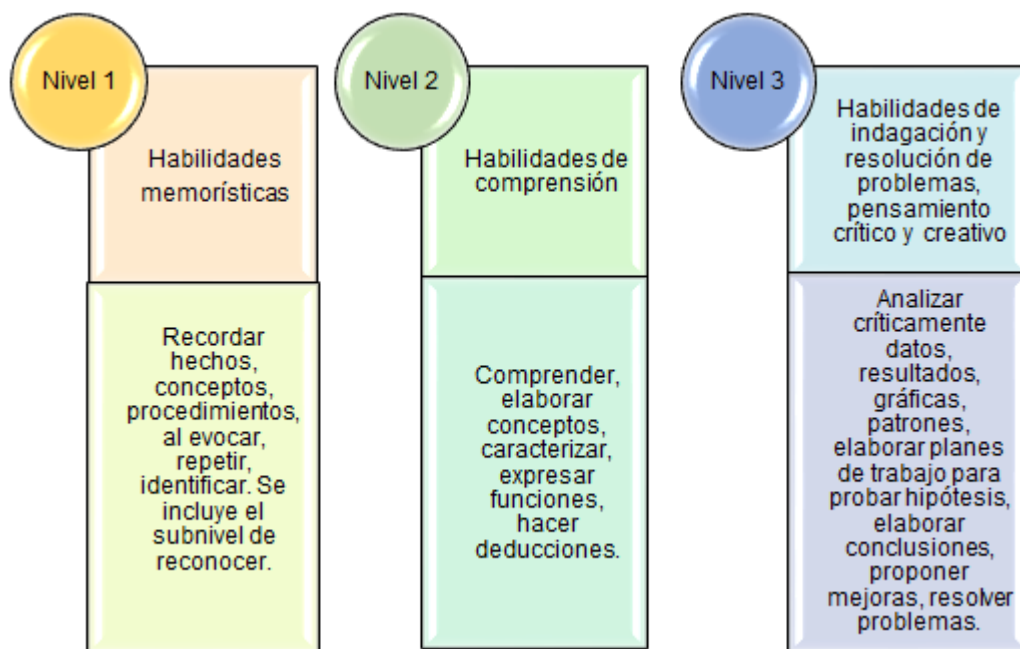 Nivel 1
Habilidades
memorísticas
Recordar
hechos,
conceptos,
procedimientos,
al evocar,
repetir,
identificar. Se
incluye el
subnivel de
reconocer.
Nivel 2
Habilidades de
comprensión
Comprender,
elaborar
conceptos,
caracterizar,
expresar
funciones,
hacer
deducciones.
Nivel 3
Habilidades de
indagación y
resolución de
problemas,
pensamiento
crítico y creativo
Analizar
críticamente
datos,
resultados,
gráficas,
patrones,
elaborar planes
de trabajo para
probar hipótesis,
elaborar
conclusiones,
proponer
mejoras, resolver
problemas.